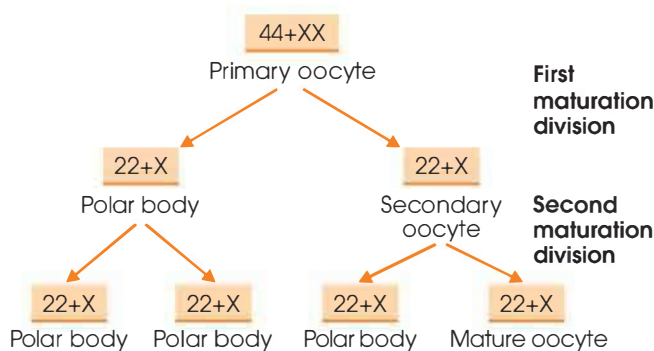 44+XX
Primary oocyte
First
maturation
division
22+X
Polar body
22+X
Secondary
oocyte
Second
maturation
division
22+X
Polar body
22+X
Polar body
22+X
Polar body
22+X
Mature oocyte